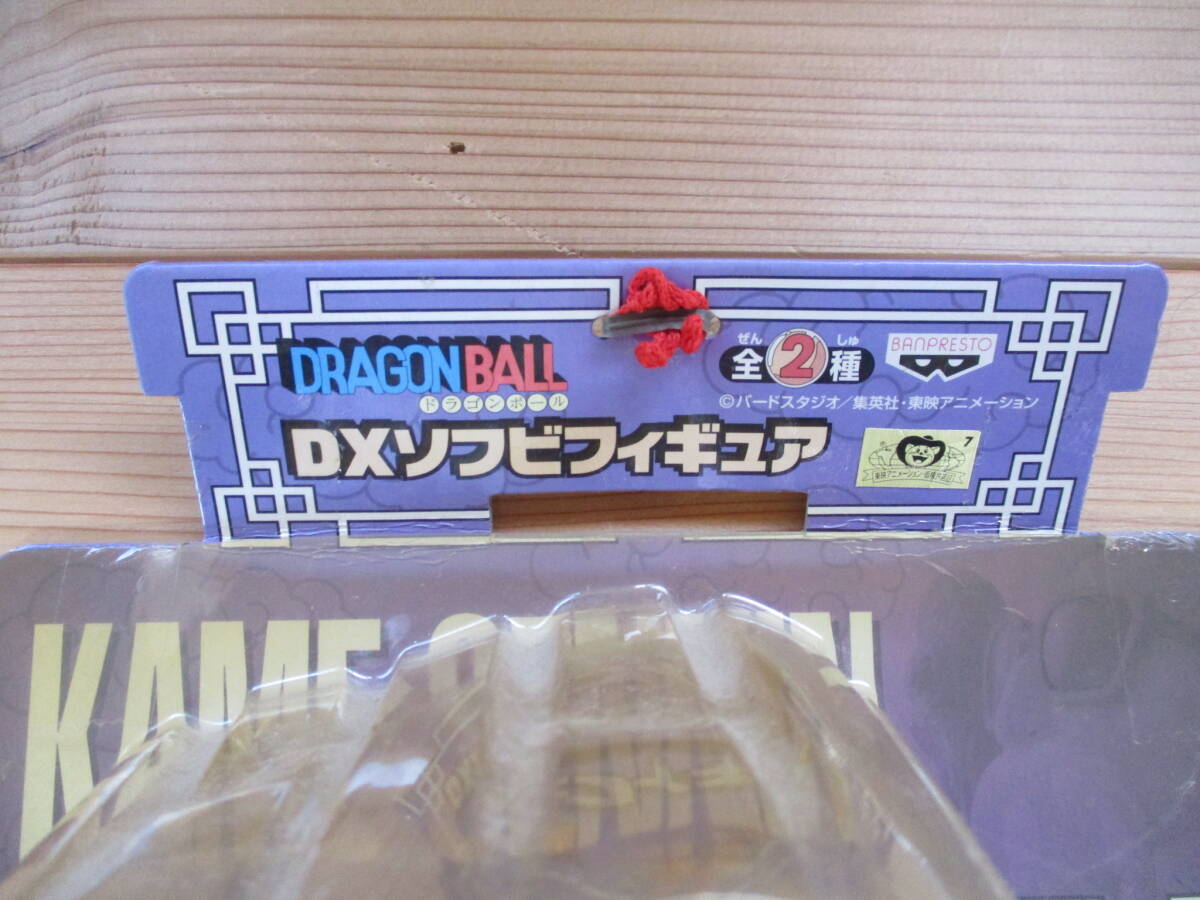 DRAGON BALL
ドラゴンボール
DXソフビフィギュア
ぜん しゅ
全2種
BANPRESTO
©バードスタジオ／集英社・東映アニメーション
7
KAME